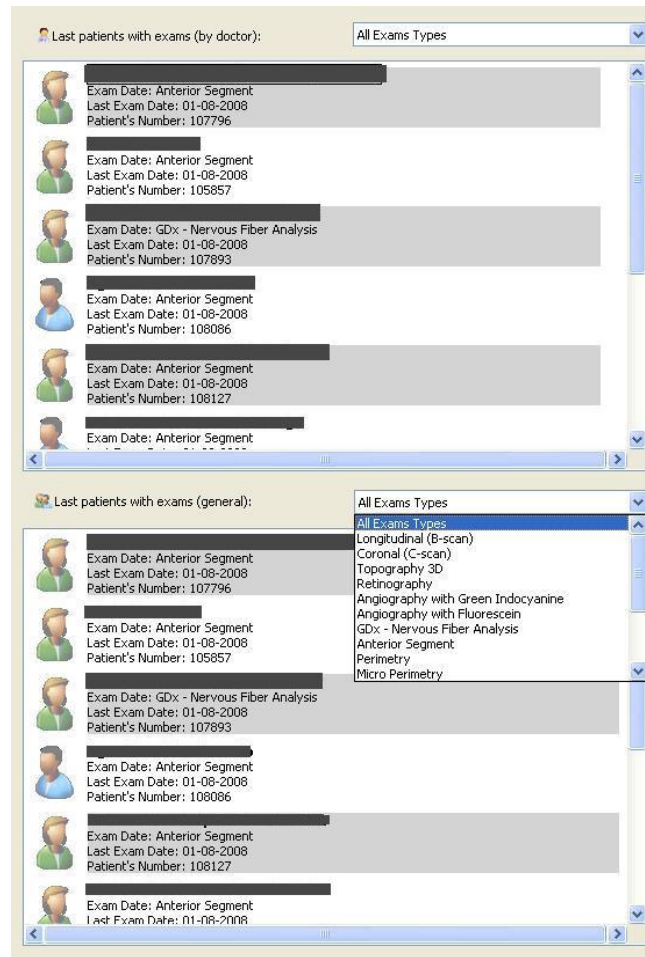 Last patients with exams (by doctor):
All Exams Types
Exam Date: Anterior Segment
Last Exam Date: 01-08-2008
Patient's Number: 107796
Exam Date: Anterior Segment
Last Exam Date: 01-08-2008
Patient's Number: 105857
Exam Date: GDx - Nervous Fiber Analysis
Last Exam Date: 01-08-2008
Patient's Number: 107893
Exam Date: Anterior Segment
Last Exam Date: 01-08-2008
Patient's Number: 108086
Exam Date: Anterior Segment
Last Exam Date: 01-08-2008
Patient's Number: 108127
Exam Date: Anterior Segment
Last patients with exams (general):
All Exams Types
All Exams Types
Longitudinal (B-scan)
Coronal (C-scan)
Topography 3D
Retinography
Angiography with Green Indocyanine
Angiography with Fluorescein
GDx - Nervous Fiber Analysis
Anterior Segment
Perimetry
Micro Perimetry
Exam Date: Anterior Segment
Last Exam Date: 01-08-2008
Patient's Number: 107796
Exam Date: Anterior Segment
Last Exam Date: 01-08-2008
Patient's Number: 105857
Exam Date: GDx - Nervous Fiber Analysis
Last Exam Date: 01-08-2008
Patient's Number: 107893
Exam Date: Anterior Segment
Last Exam Date: 01-08-2008
Patient's Number: 108086
Exam Date: Anterior Segment
Last Exam Date: 01-08-2008
Patient's Number: 108127
Exam Date: Anterior Segment
Last Exam Date: 01-08-2008